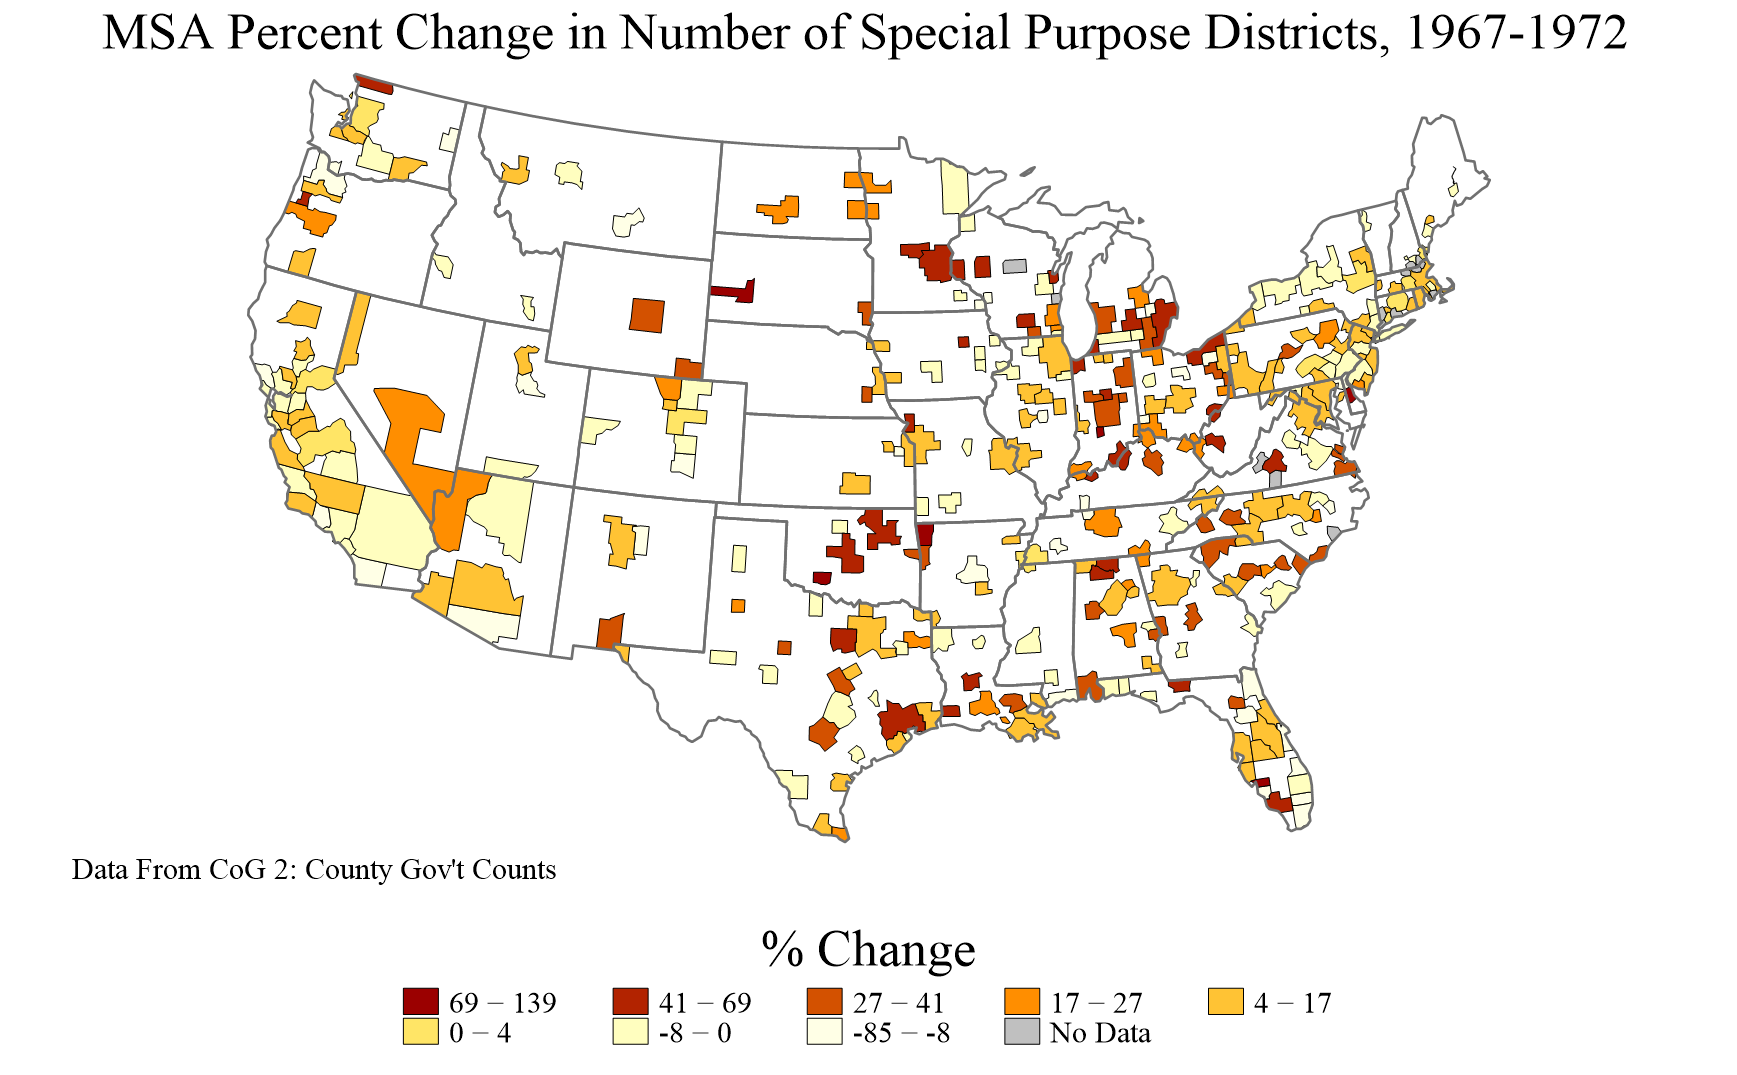 MSA Percent Change in Number of Special Purpose Districts, 1967-1972
Data From CoG 2: County Gov't Counts
% Change
69 − 139
41 − 69
27 − 41
17 − 27
4 − 17
0 − 4
-8 − 0
-85 − -8
No Data